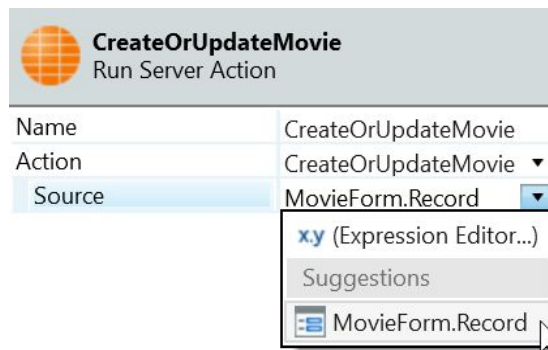 CreateOrUpdateMovie
Run Server Action
Name CreateOrUpdateMovie
Action CreateOrUpdateMovie
Source MovieForm.Record
x.y (Expression Editor...)
Suggestions
MovieForm.Record